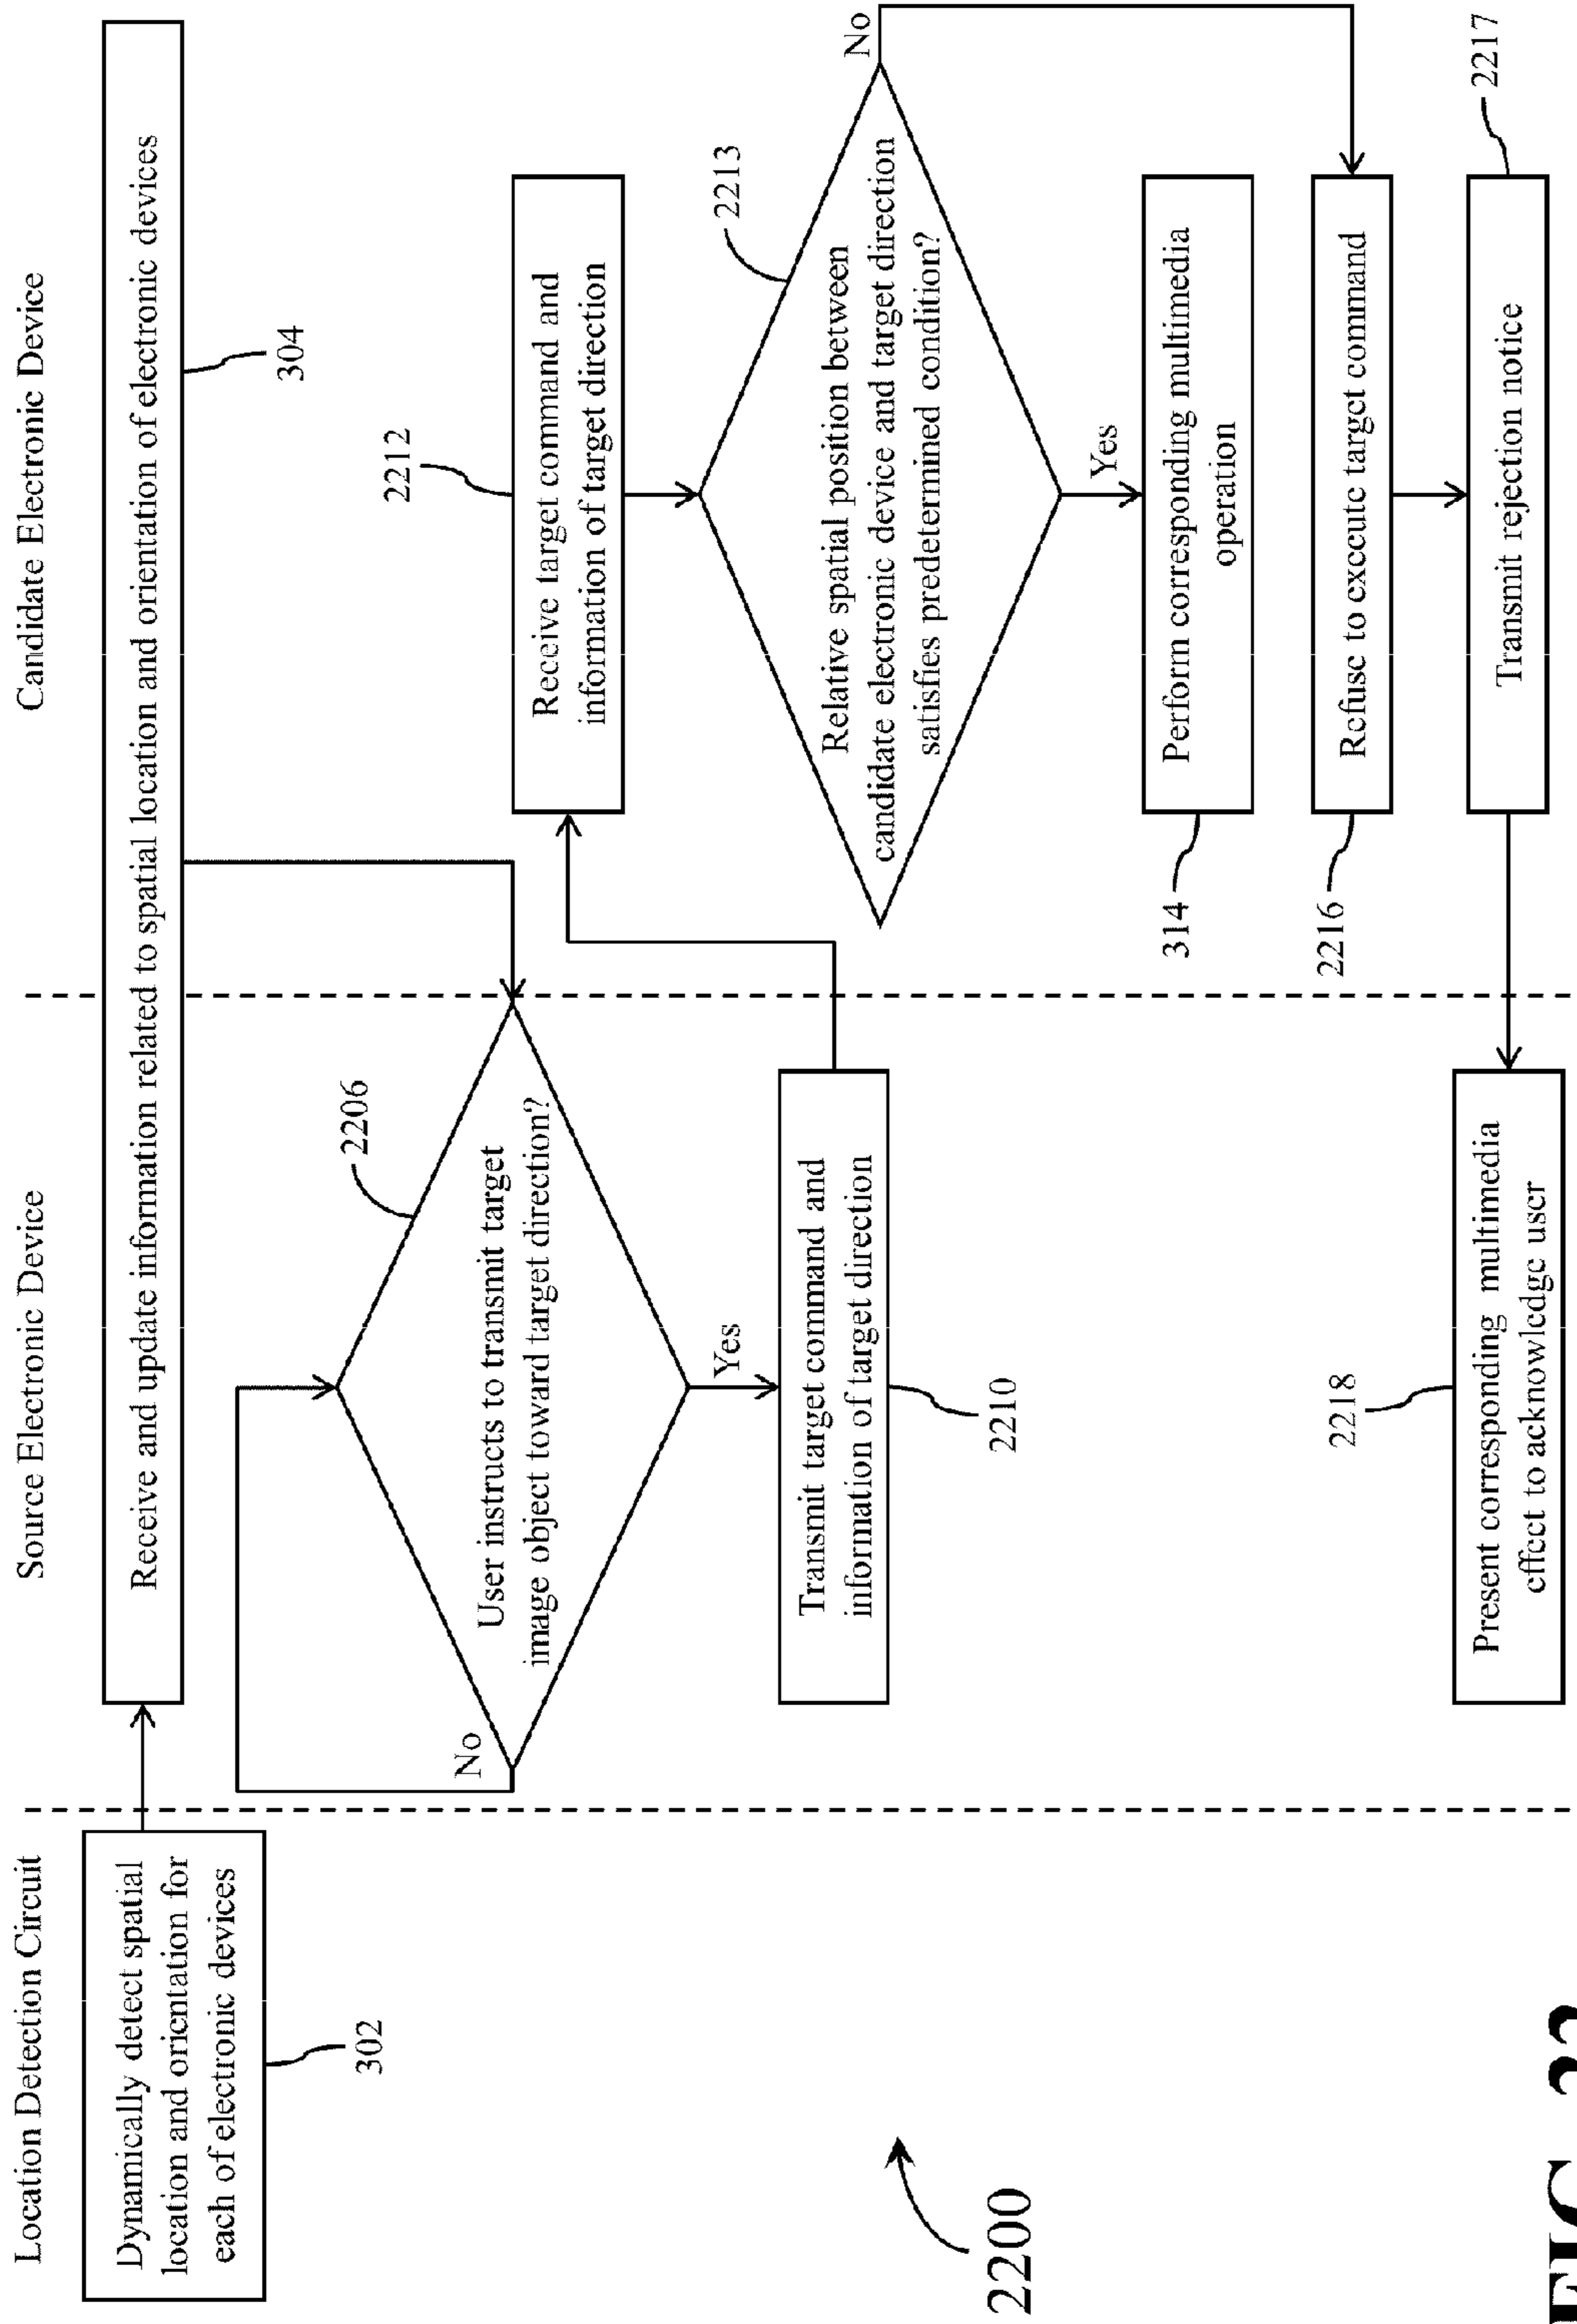 Location Detection Circuit
Source Electronic Device
Candidate Electronic Device
Dynamically detect spatial
location and orientation for
each of electronic devices
302
Receive and update information related to spatial location and orientation of electronic devices
304
2206
User instructs to transmit target
image object toward target direction?
No
Yes
Transmit target command and
information of target direction
2210
2212
Receive target command and
information of target direction
2213
Relative spatial position between
candidate electronic device and target direction
satisfies predetermined condition?
No
Yes
Perform corresponding multimedia
operation
314
Refuse to execute target command
2216
Transmit rejection notice
2217
2218
Present corresponding multimedia
effect to acknowledge user
2200
FIG. 22